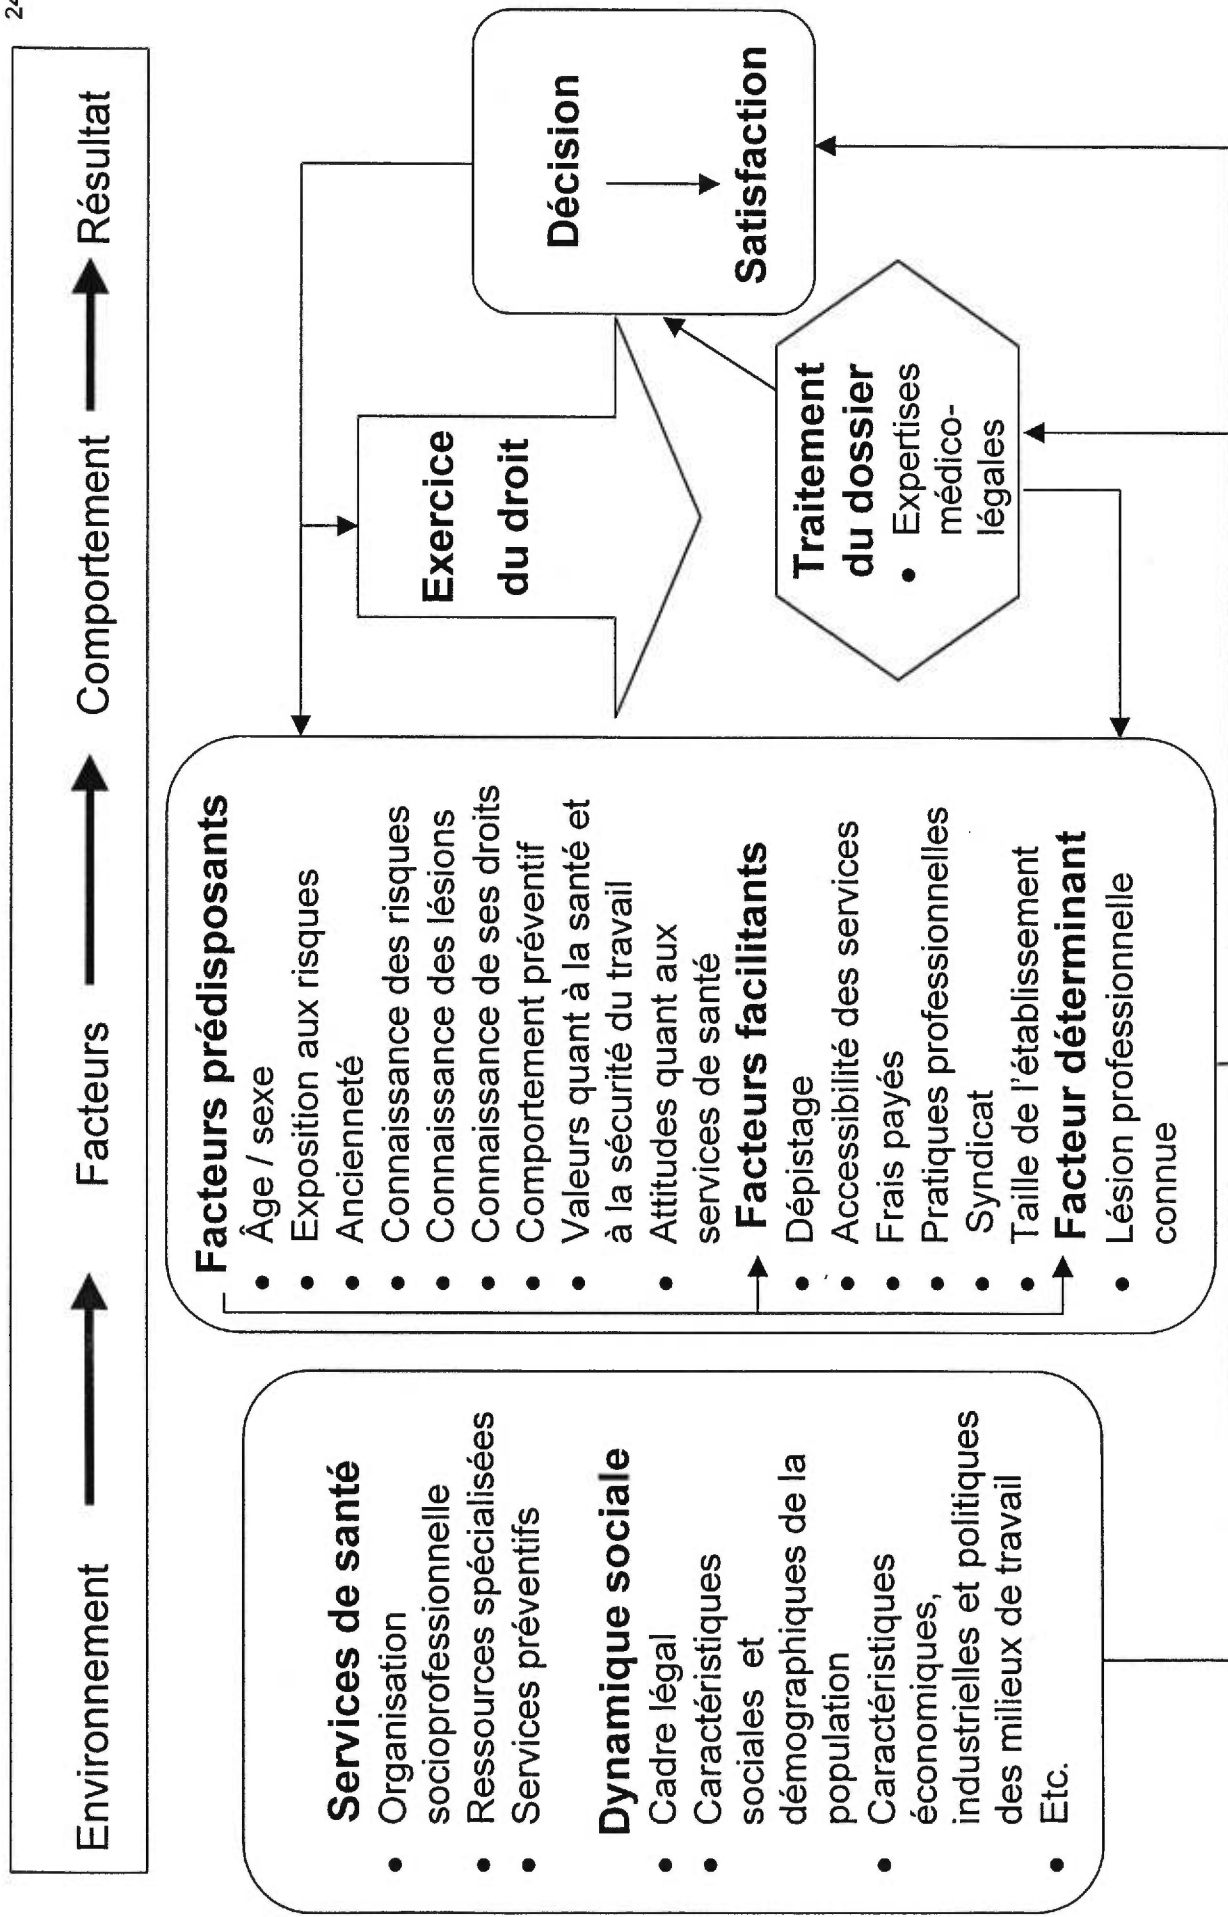 24
Environnement Facteurs Comportement Résultat
Services de santé
• Organisation
socioprofessionnelle
• Ressources spécialisées
• Services préventifs
Dynamique sociale
• Cadre légal
• Caractéristiques
sociales et
démographiques de la
population
• Caractéristiques
économiques,
industrielles et politiques
des milieux de travail
• Etc.
Facteurs prédisposants
• Âge / sexe
• Exposition aux risques
• Ancienneté
• Connaissance des risques
• Connaissance des lésions
• Connaissance de ses droits
• Comportement préventif
• Valeurs quant à la santé et
à la sécurité du travail
• Attitudes quant aux
services de santé
Facteurs facilitants
• Dépistage
• Accessibilité des services
• Frais payés
• Pratiques professionnelles
• Syndicat
• Taille de l'établissement
Facteur déterminant
• Lésion professionnelle
connue
Exercice
du droit
Traitement
du dossier
• Expertises
médico-
légales
Décision
Satisfaction